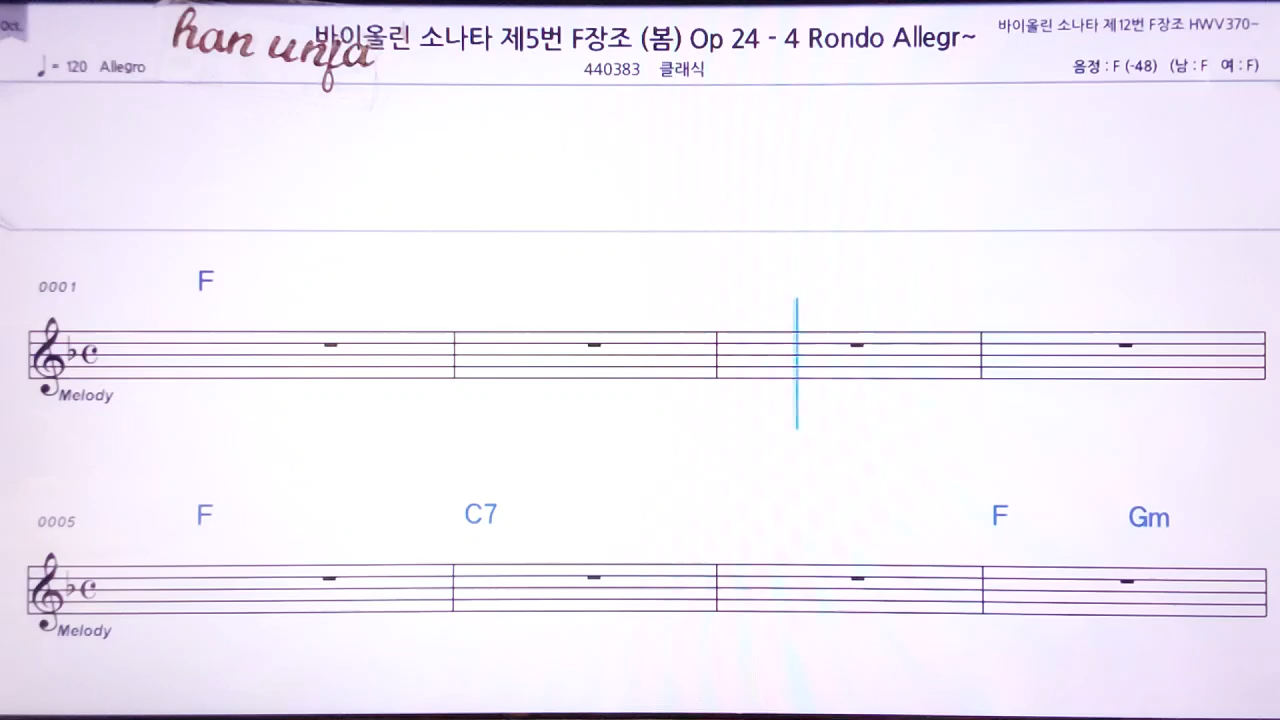 Oct.
han unfa
바이올린 소나타 제5번 F장조 (봄) Op 24 - 4 Rondo Allegr~
바이올린 소나타 제12번 F장조 HWV370~
♩ = 120 Allegro
440383 클래식
음정 : F (-48) (남 : F 여 : F)
0001 F
Melody
0005 F C7 F Gm
Melody